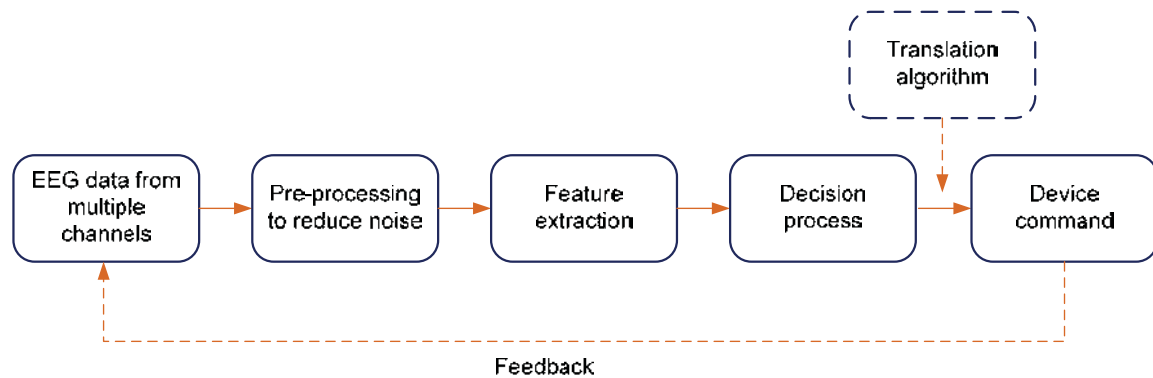 Translation
algorithm
EEG data from
multiple
channels
Pre-processing
to reduce noise
Feature
extraction
Decision
process
Device
command
Feedback